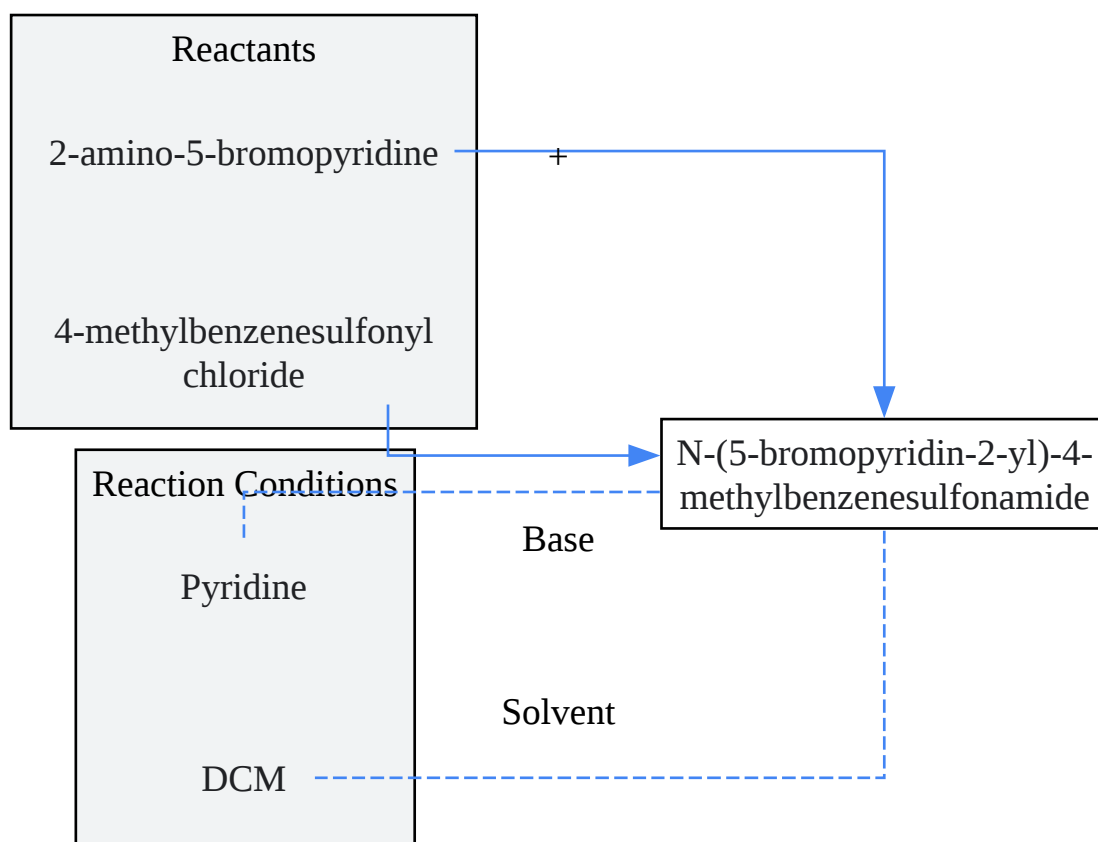 Reactants
2-amino-5-bromopyridine
+
4-methylbenzenesulfonyl
chloride
N-(5-bromopyridin-2-yl)-4-
methylbenzenesulfonamide
Reaction Conditions
Base
Pyridine
Solvent
DCM